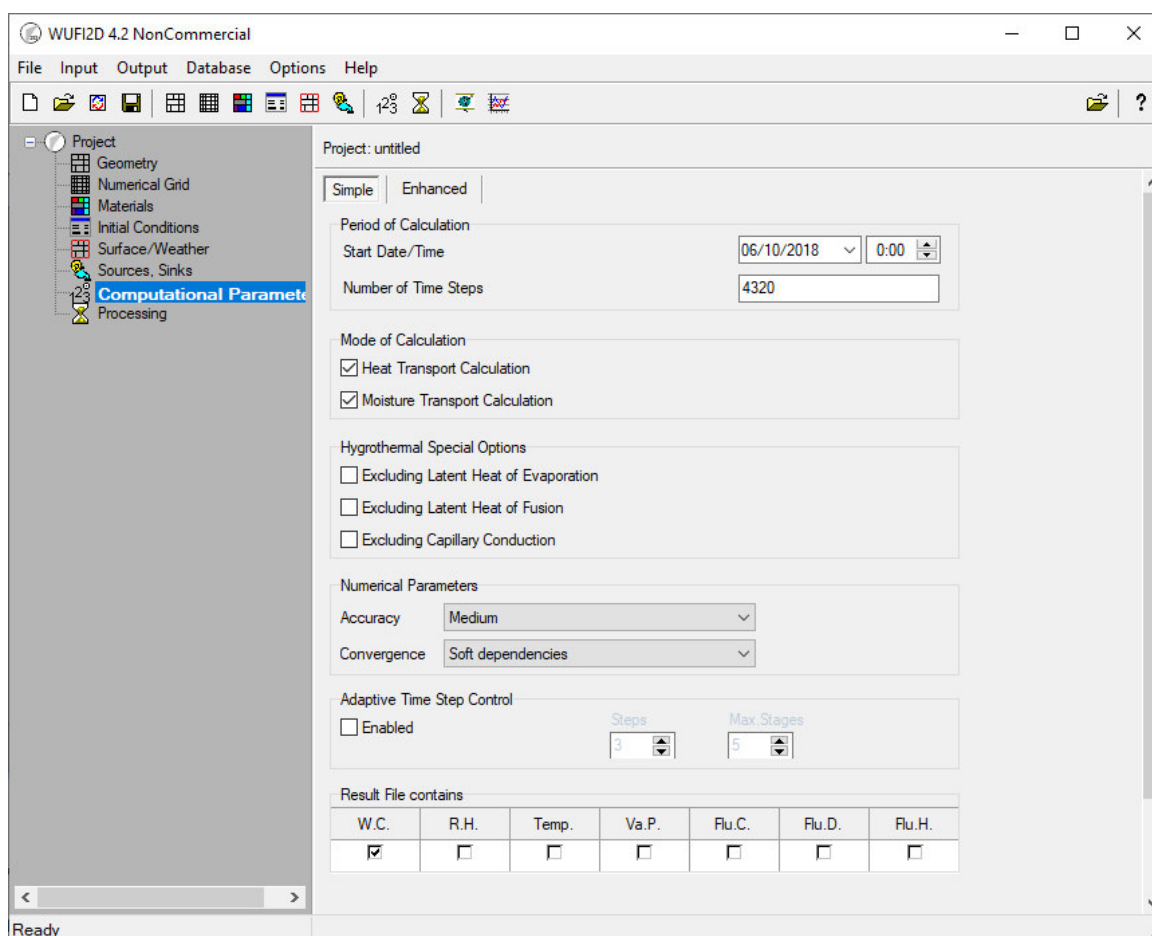 WUFI2D 4.2 NonCommercial
File Input Output Database Options Help
Project
Geometry
Numerical Grid
Materials
Initial Conditions
Surface/Weather
Sources, Sinks
Computational Paramete
Processing
Project: untitled
Simple Enhanced
Period of Calculation
Start Date/Time 06/10/2018 0:00
Number of Time Steps 4320
Mode of Calculation
Heat Transport Calculation
Moisture Transport Calculation
Hygrothermal Special Options
Excluding Latent Heat of Evaporation
Excluding Latent Heat of Fusion
Excluding Capillary Conduction
Numerical Parameters
Accuracy Medium
Convergence Soft dependencies
Adaptive Time Step Control
Enabled Steps Max.Stages
3 5
Result File contains
W.C. R.H. Temp. Va.P. Flu.C. Flu.D. Flu.H.
Ready